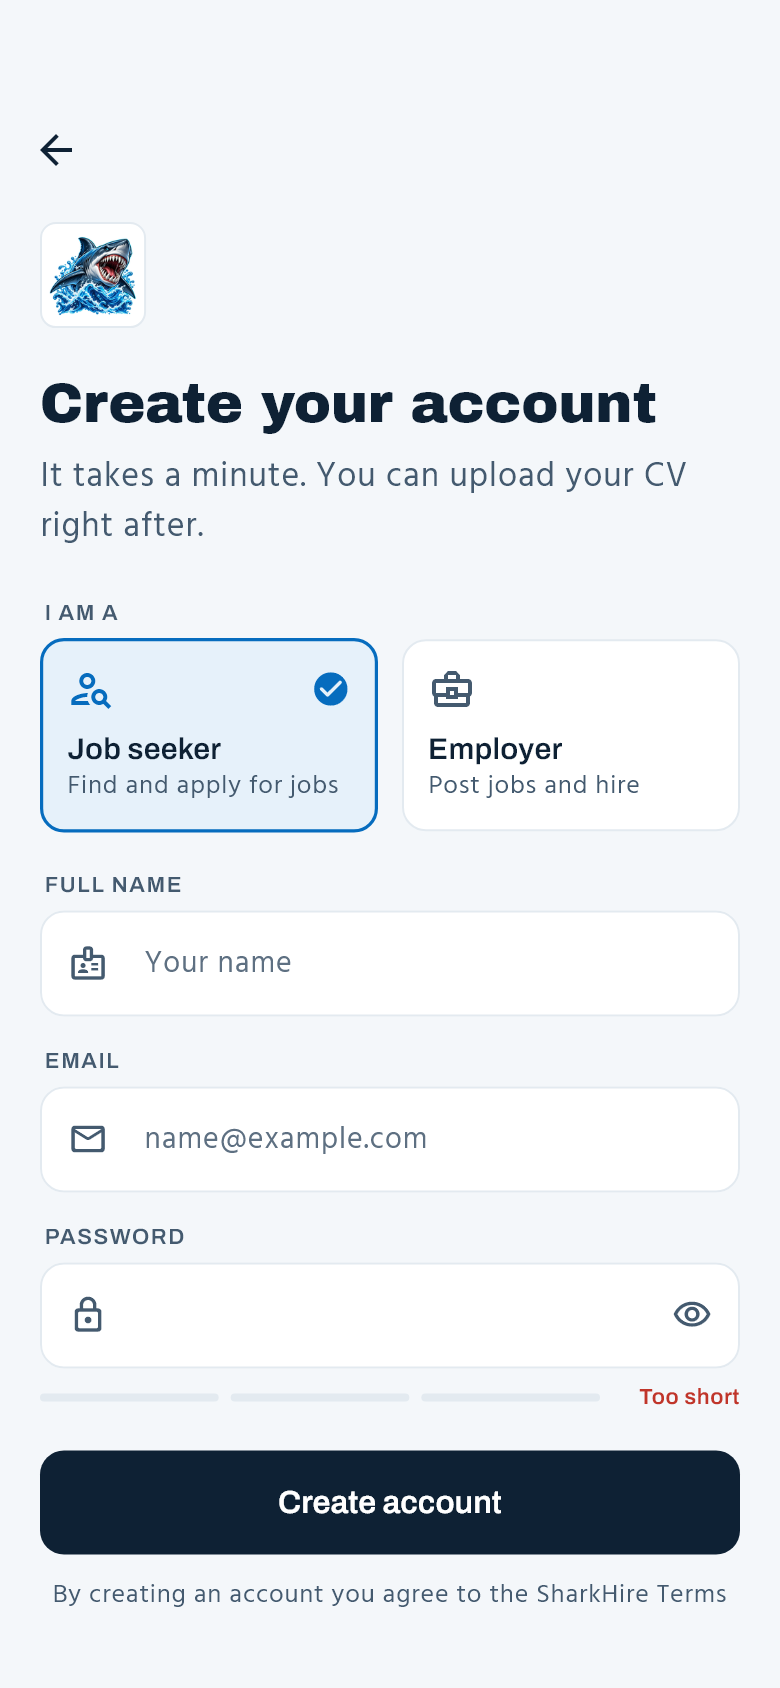 Create your account
It takes a minute. You can upload your CV
right after.
I AM A
Job seeker
Find and apply for jobs
Employer
Post jobs and hire
FULL NAME
Your name
EMAIL
name@example.com
PASSWORD
Too short
Create account
By creating an account you agree to the SharkHire Terms